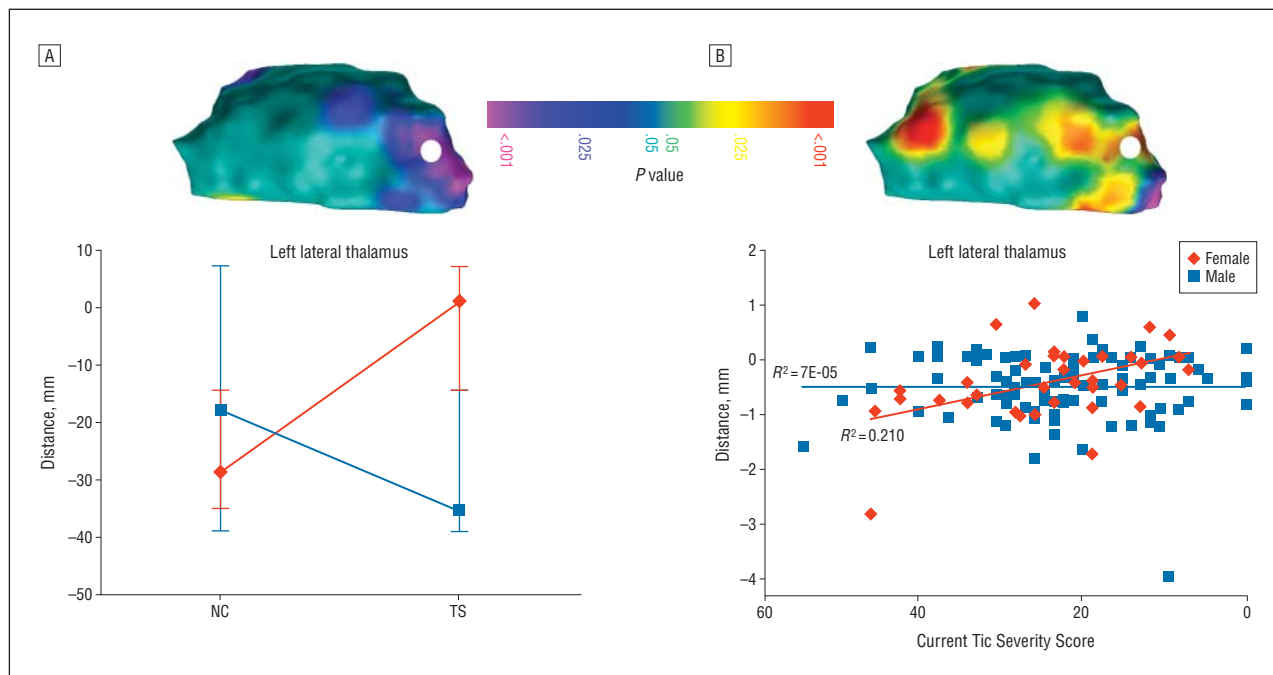 A
B
<.001
.025
.05
.05
.025
<.001
P value
Left lateral thalamus
10
0
−10
−20
−30
−40
−50
Distance, mm
NC
TS
Left lateral thalamus
Female
Male
2
1
0
−1
−2
−3
−4
Distance, mm
R² = 7E-05
R² = 0.210
60
40
20
0
Current Tic Severity Score